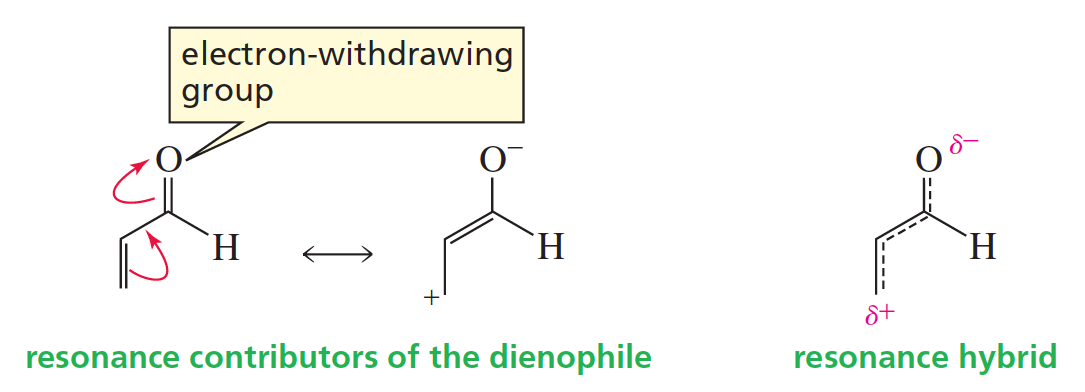 electron-withdrawing
group
O
H
O−
H
+
O δ−
H
δ+
resonance contributors of the dienophile
resonance hybrid